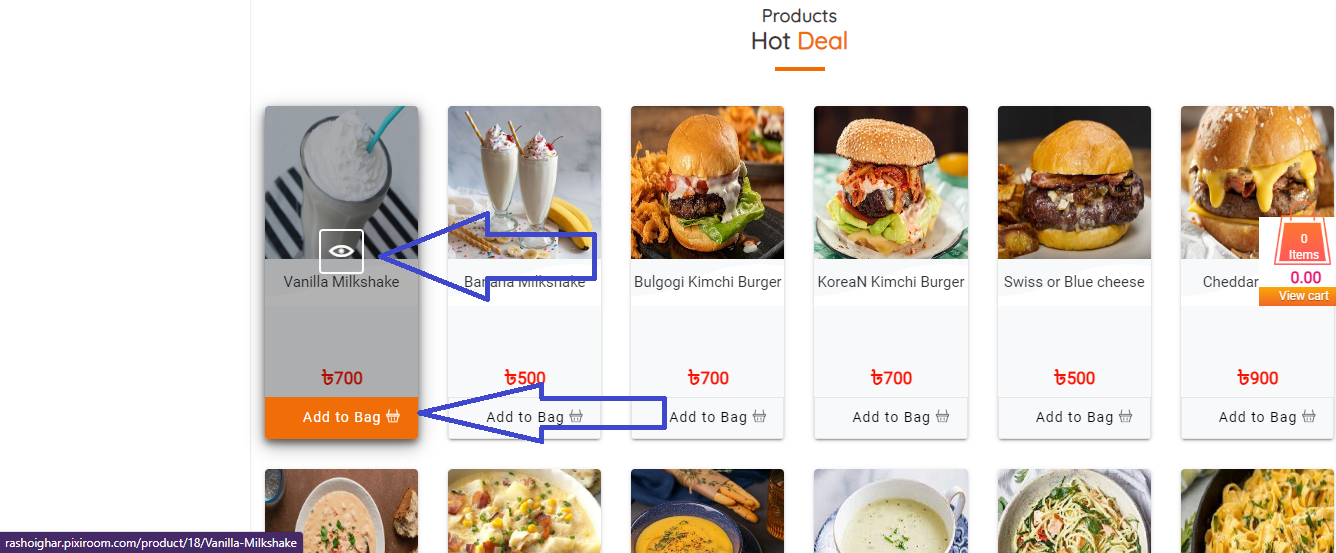 Products
Hot Deal
Vanilla Milkshake
Banana Milkshake
Bulgogi Kimchi Burger
KoreaN Kimchi Burger
Swiss or Blue cheese
Cheddar
0
Items
0.00
View cart
৳700
৳500
৳700
৳700
৳500
৳900
Add to Bag
Add to Bag
Add to Bag
Add to Bag
Add to Bag
Add to Bag
rashoighar.pixiroom.com/product/18/Vanilla-Milkshake